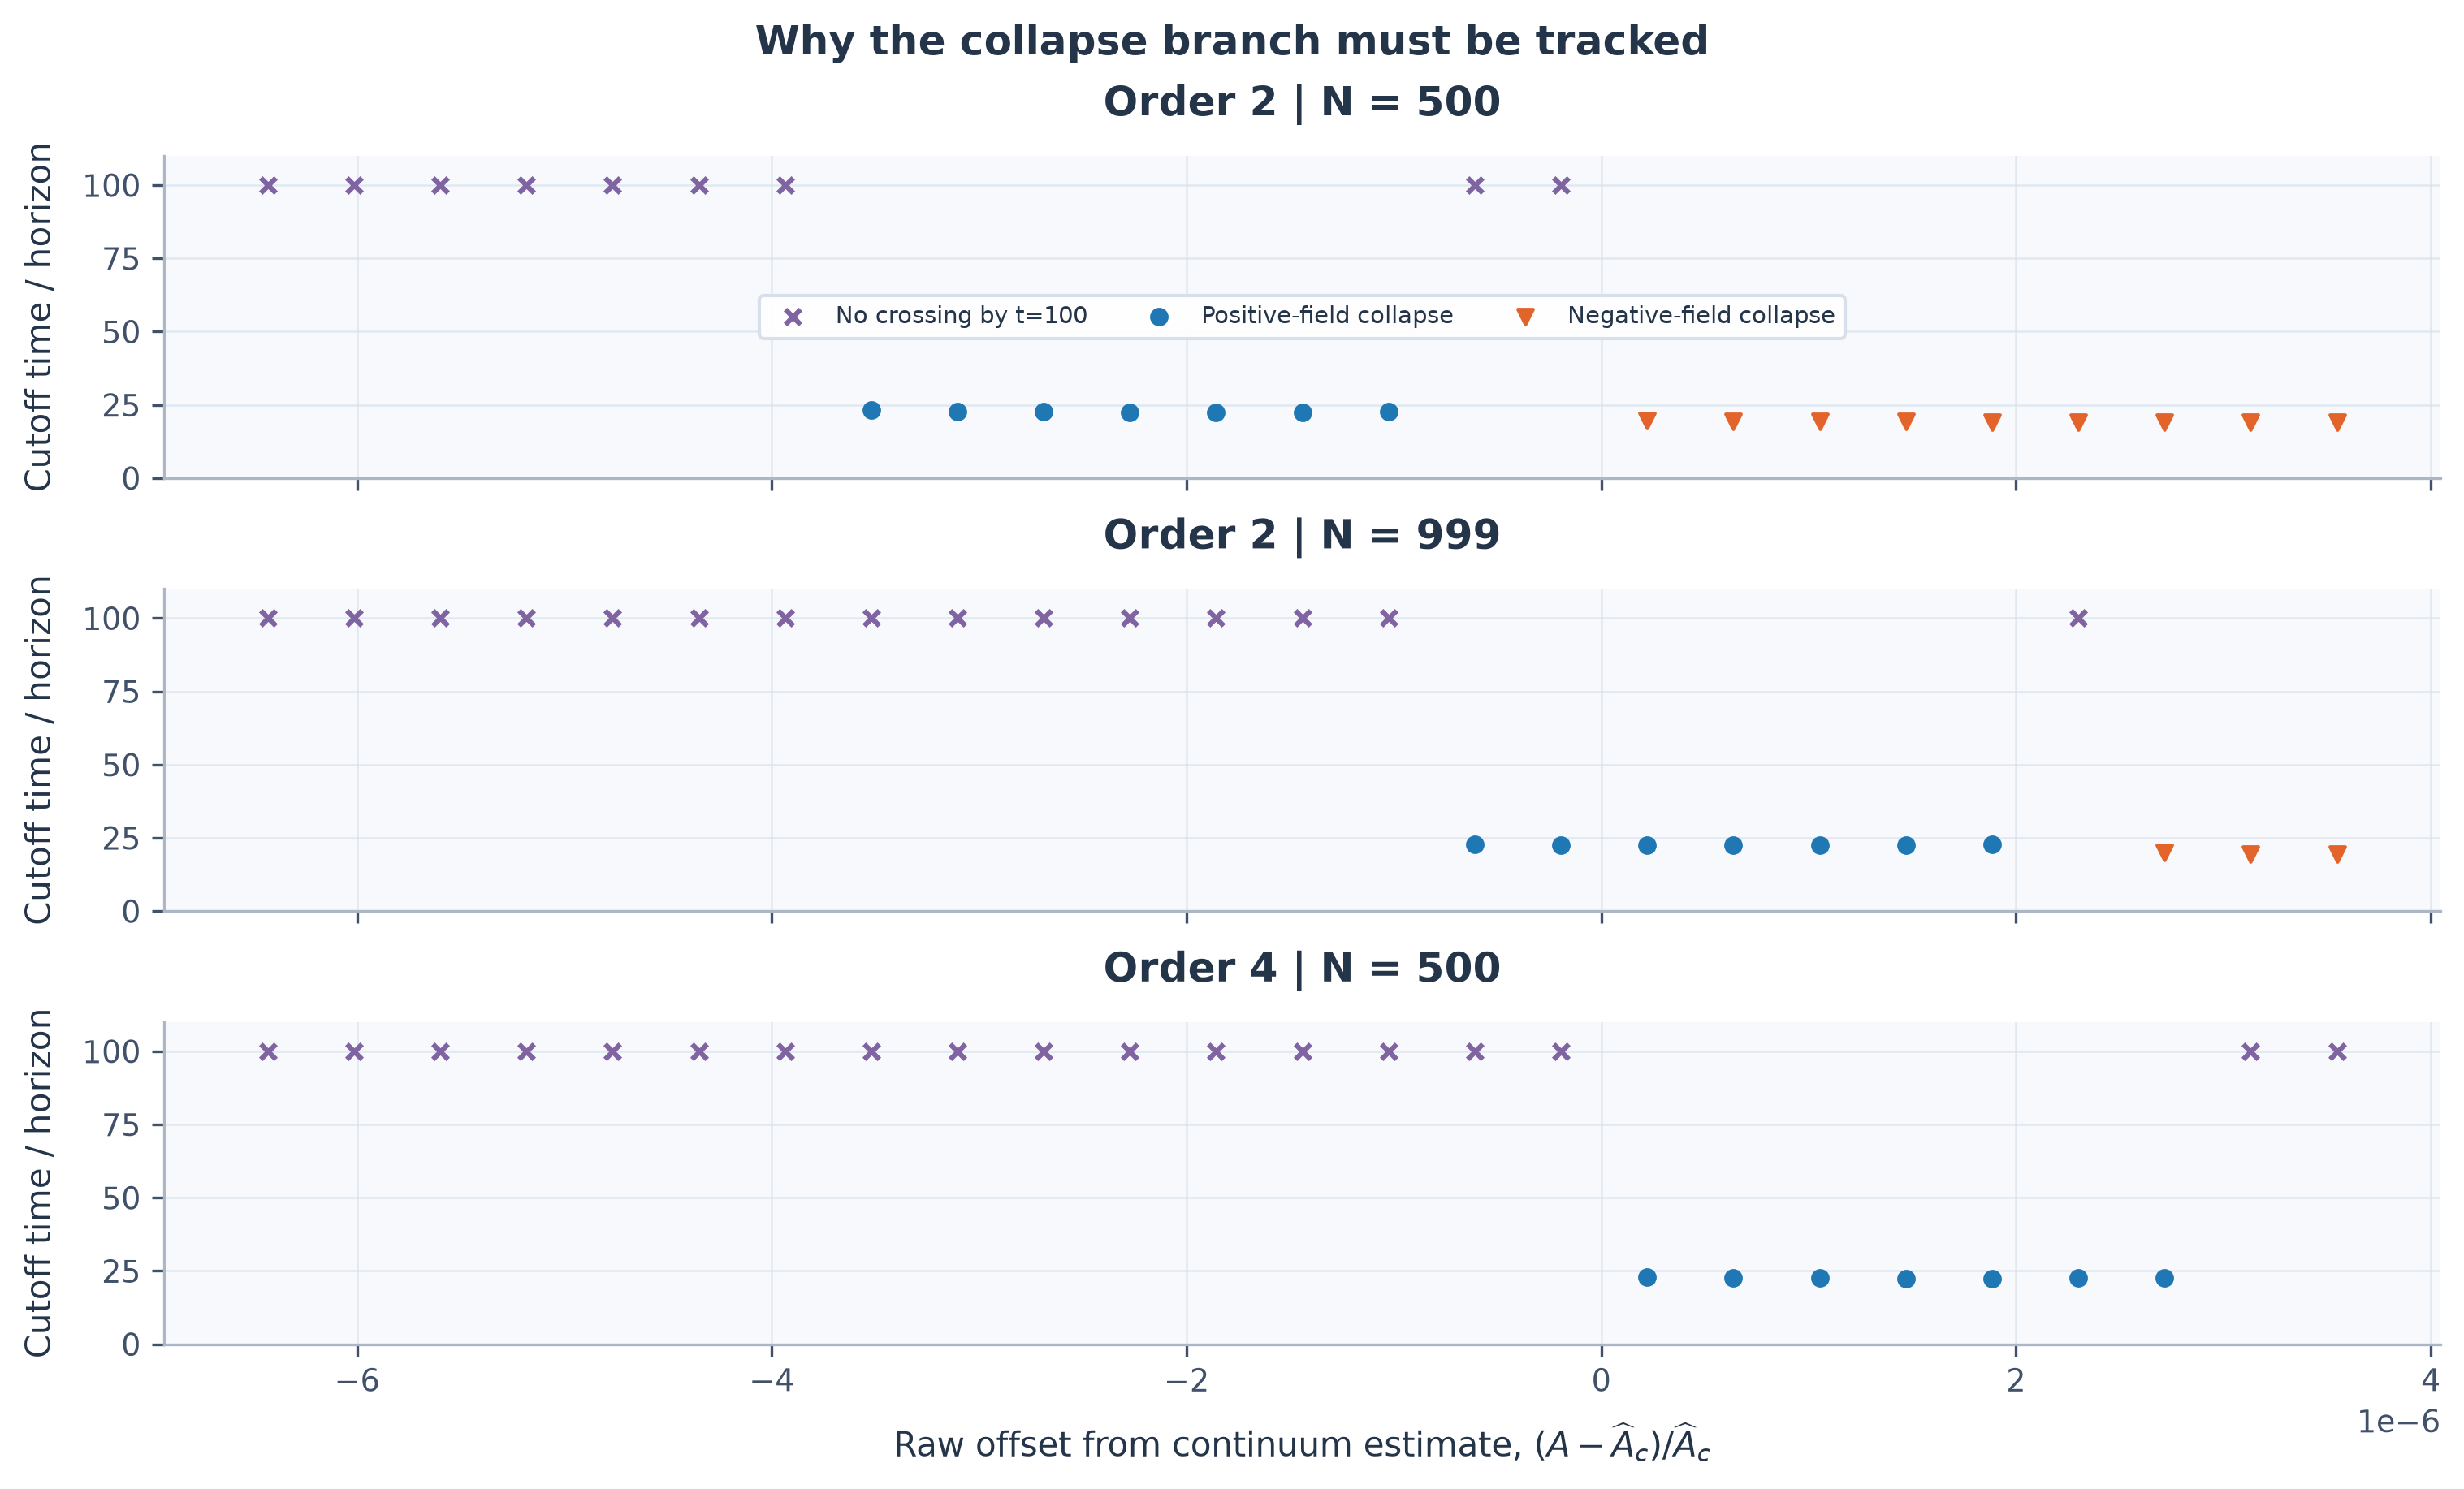 Why the collapse branch must be tracked
Order 2 | N = 500
Cutoff time / horizon
100
75
50
25
0
No crossing by t=100
Positive-field collapse
Negative-field collapse
Order 2 | N = 999
Cutoff time / horizon
100
75
50
25
0
Order 4 | N = 500
Cutoff time / horizon
100
75
50
25
0
−6
−4
−2
0
2
4
1e−6
Raw offset from continuum estimate, (A − Âc)/Âc